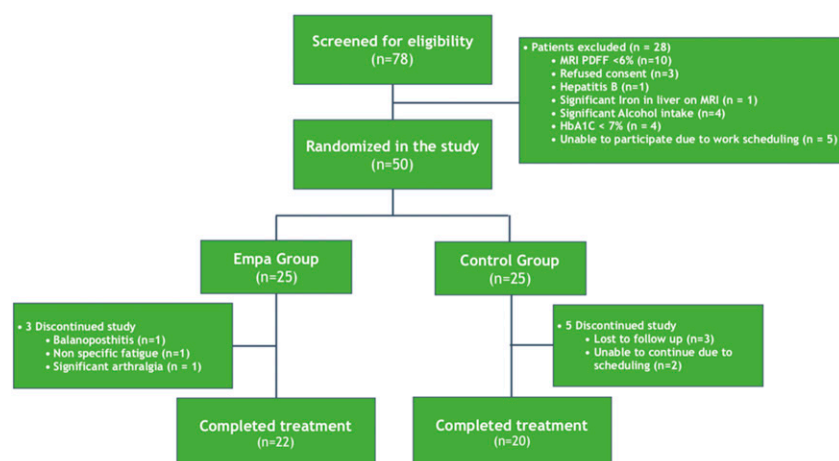 Screened for eligibility
(n=78)
• Patients excluded (n = 28)
• MRI PDFF <6% (n=10)
• Refused consent (n=3)
• Hepatitis B (n=1)
• Significant Iron in liver on MRI (n = 1)
• Significant Alcohol intake (n=4)
• HbA1C < 7% (n = 4)
• Unable to participate due to work scheduling (n = 5)
Randomized in the study
(n=50)
Empa Group
(n=25)
Control Group
(n=25)
• 3 Discontinued study
• Balanoposthitis (n=1)
• Non specific fatigue (n=1)
• Significant arthralgia (n = 1)
• 5 Discontinued study
• Lost to follow up (n=3)
• Unable to continue due to
scheduling (n=2)
Completed treatment
(n=22)
Completed treatment
(n=20)